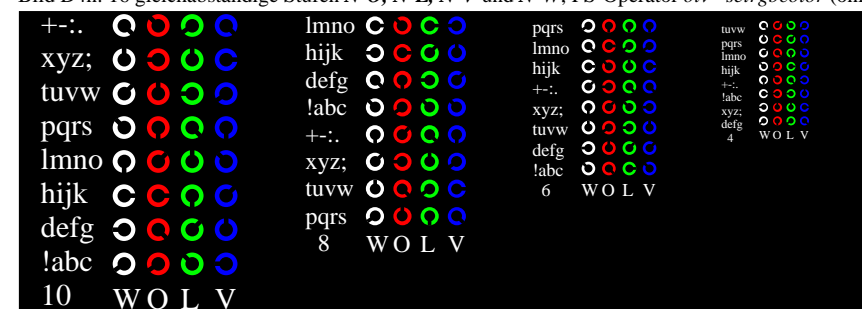 +-:.
xyz;
tuvw
pqrs
lmno
hijk
defg
!abc
10 W O L V
lmno
hijk
defg
!abc
+-:.
xyz;
tuvw
pqrs
8 W O L V
pqrs
lmno
hijk
+-:.
xyz;
tuvw
defg
!abc
6 W O L V
tuvw
pqrs
lmno
hijk
+-:.
!abc
xyz;
defg
4 W O L V